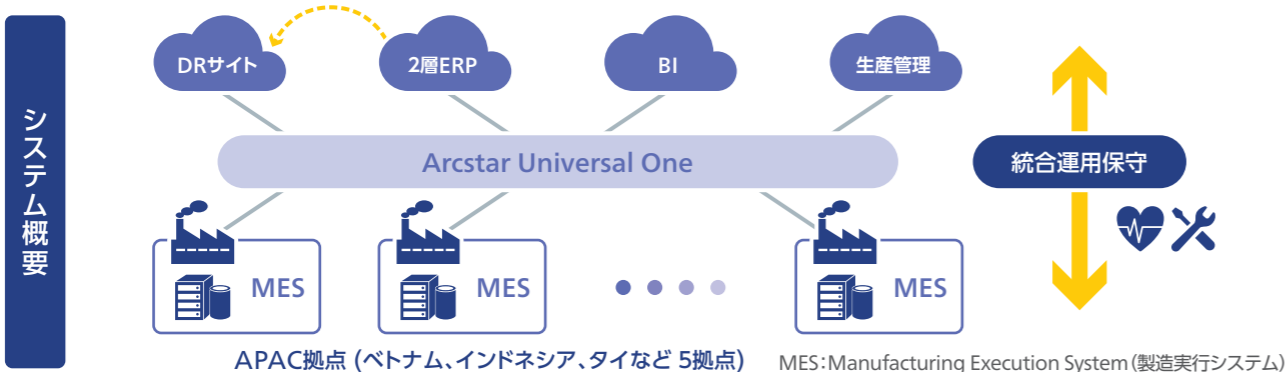 システム概要
DRサイト
2層ERP
BI
生産管理
Arcstar Universal One
統合運用保守
MES
MES
MES
APAC拠点 (ベトナム、インドネシア、タイなど 5拠点)
MES：Manufacturing Execution System（製造実行システム）